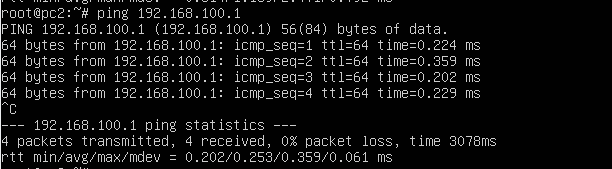 root@pc2:~# ping 192.168.100.1
PING 192.168.100.1 (192.168.100.1) 56(84) bytes of data.
64 bytes from 192.168.100.1: icmp_seq=1 ttl=64 time=0.224 ms
64 bytes from 192.168.100.1: icmp_seq=2 ttl=64 time=0.359 ms
64 bytes from 192.168.100.1: icmp_seq=3 ttl=64 time=0.202 ms
64 bytes from 192.168.100.1: icmp_seq=4 ttl=64 time=0.229 ms
^C
--- 192.168.100.1 ping statistics ---
4 packets transmitted, 4 received, 0% packet loss, time 3078ms
rtt min/avg/max/mdev = 0.202/0.253/0.359/0.061 ms